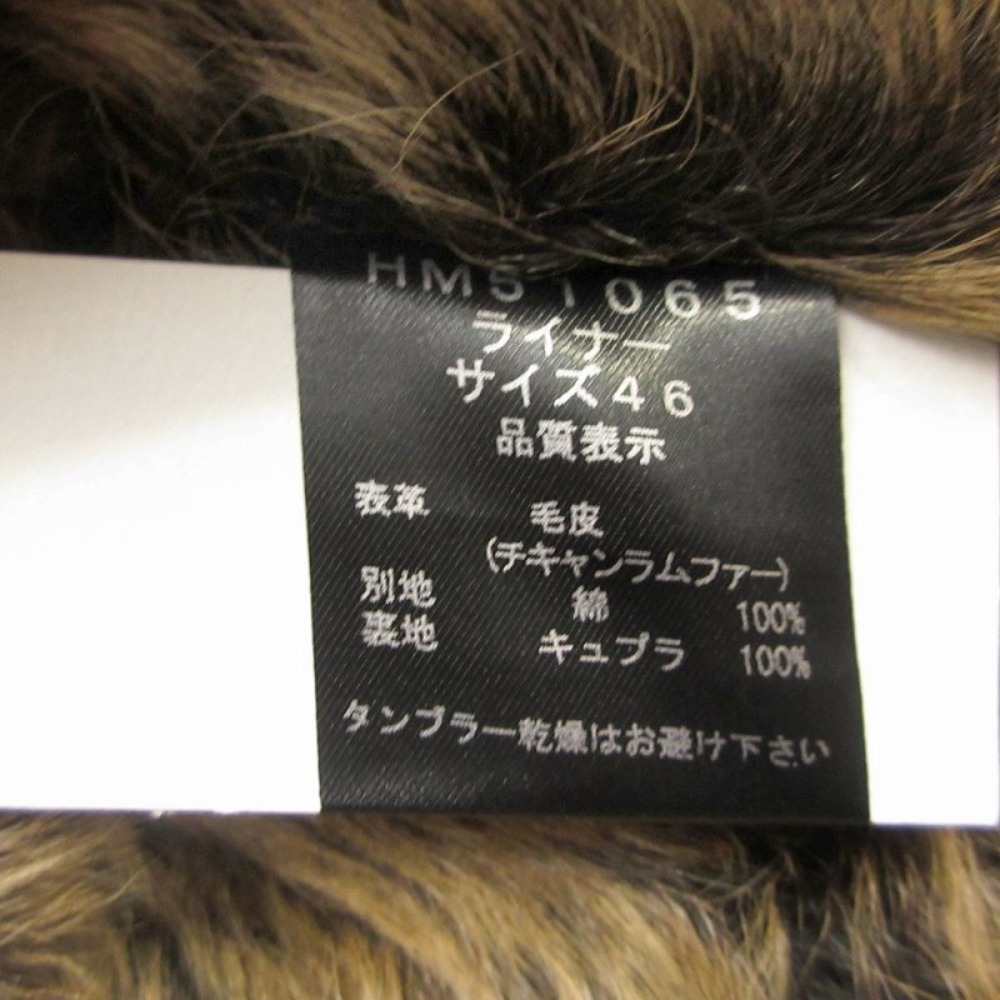 HM51065
ライナー
サイズ46
品質表示
表革 毛皮
(チキャンラムファー)
別地 綿 100%
裏地 キュプラ 100%
タンブラー乾燥はお避け下さい